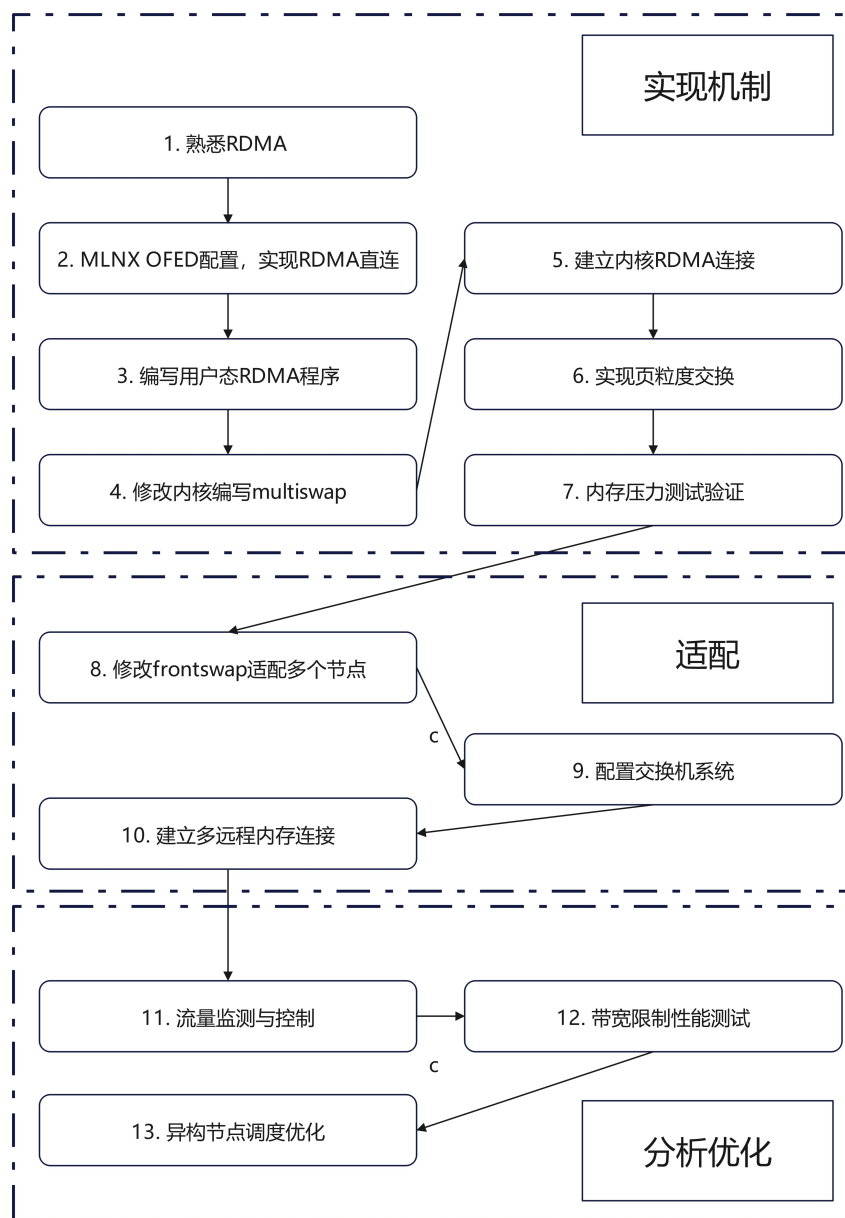 实现机制
1. 熟悉RDMA
2. MLNX OFED配置，实现RDMA直连
3. 编写用户态RDMA程序
4. 修改内核编写multiswap
5. 建立内核RDMA连接
6. 实现页粒度交换
7. 内存压力测试验证
适配
8. 修改frontswap适配多个节点
c
9. 配置交换机系统
10. 建立多远程内存连接
11. 流量监测与控制
12. 带宽限制性能测试
c
13. 异构节点调度优化
分析优化